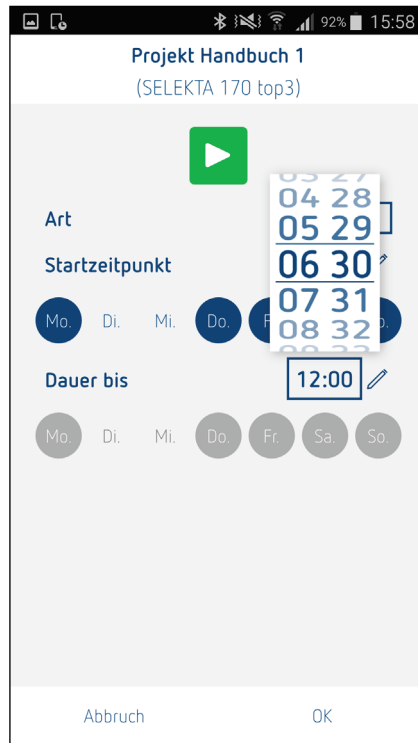 92% 15:58
Projekt Handbuch 1
(SELEKTA 170 top3)
04 28
Art
05 29
Startzeitpunkt
06 30
07 31
Mo. Di. Mi. Do.
08 32
Dauer bis 12:00
Mo. Di. Mi. Do. Fr. Sa. So.
Abbruch OK